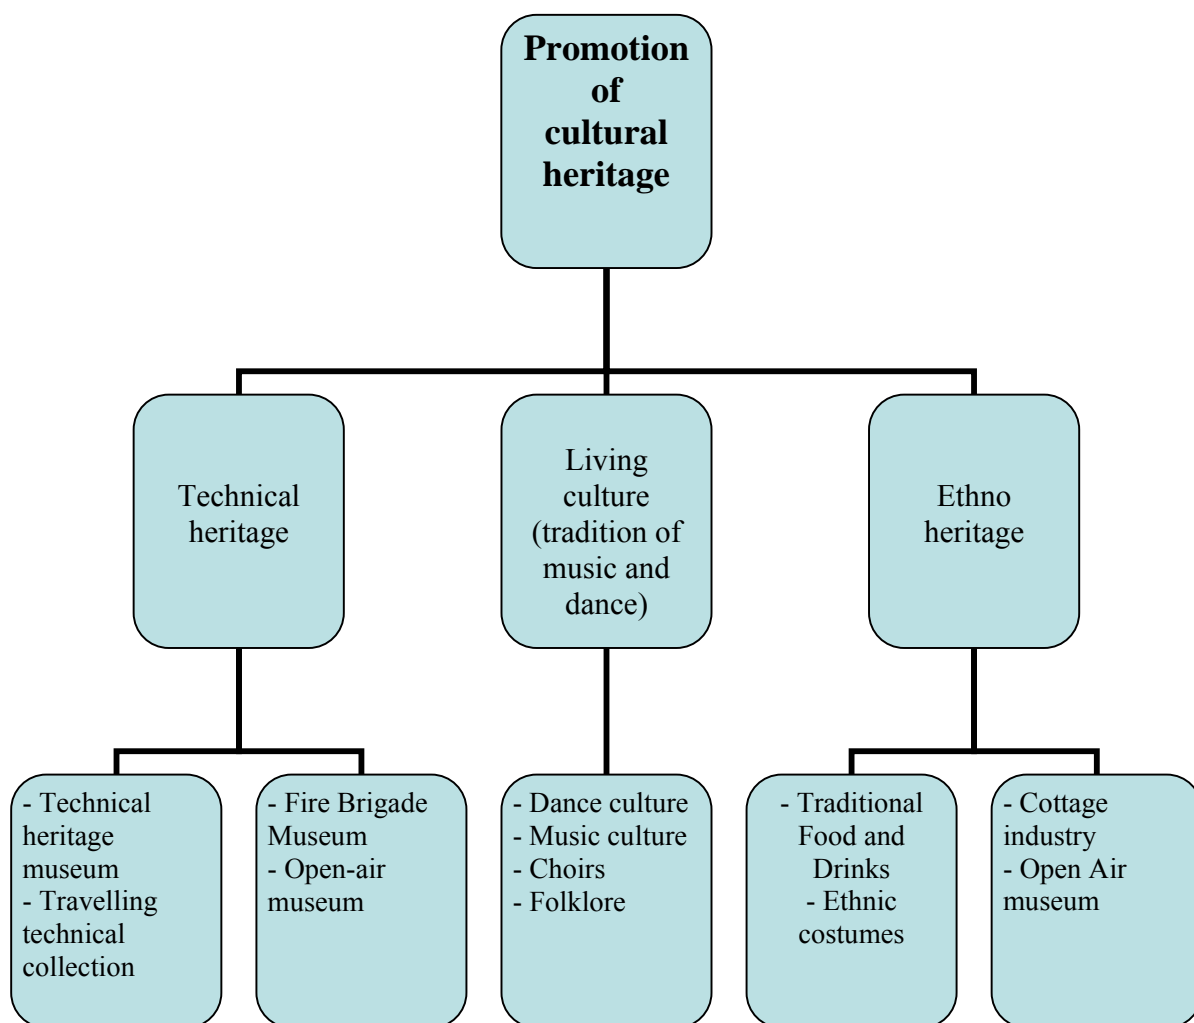 Promotion
of
cultural
heritage
Technical
heritage
Living
culture
(tradition of
music and
dance)
Ethno
heritage
- Technical
heritage
museum
- Travelling
technical
collection
- Fire Brigade
Museum
- Open-air
museum
- Dance culture
- Music culture
- Choirs
- Folklore
- Traditional
Food and
Drinks
- Ethnic
costumes
- Cottage
industry
- Open Air
museum